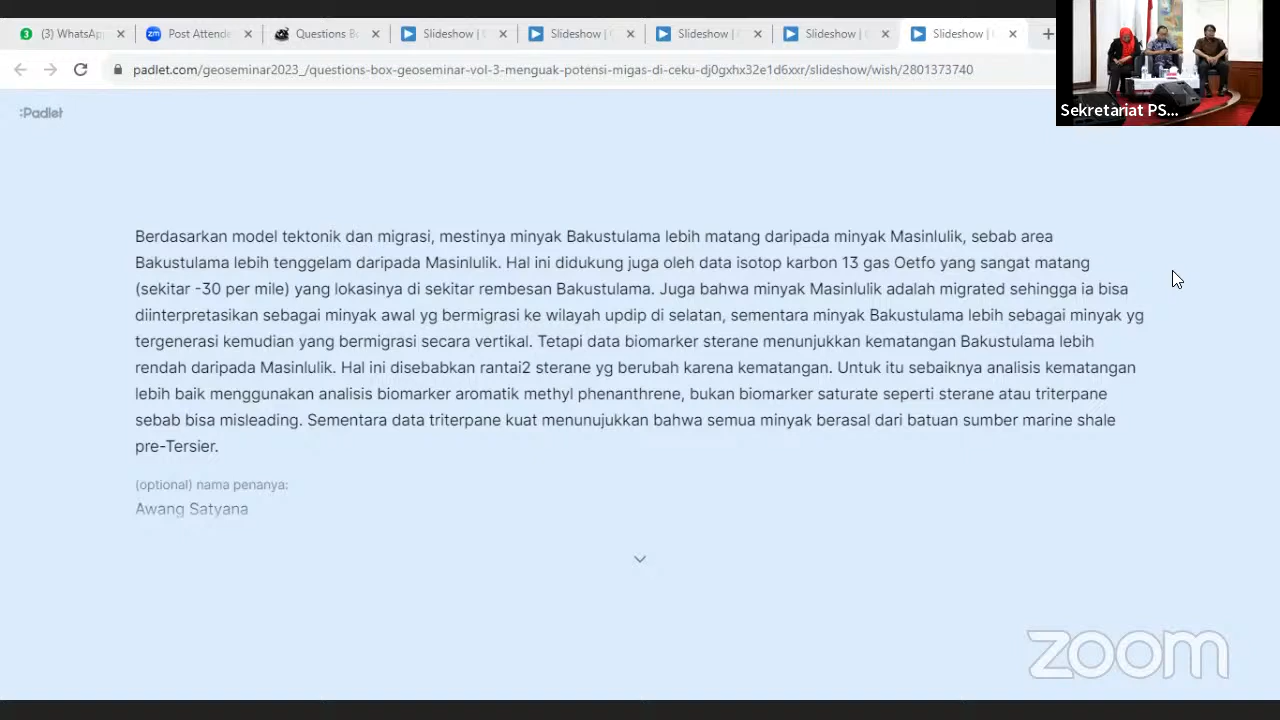 (3) WhatsApp
Post Attende
Questions Bo
Slideshow |
Slideshow |
Slideshow |
Slideshow |
Slideshow |
padlet.com/geoseminar2023_/questions-box-geoseminar-vol-3-menguak-potensi-migas-di-ceku-dj0gxhx32e1d6xxr/slideshow/wish/2801373740
Sekretariat PS...
:Padlet
Berdasarkan model tektonik dan migrasi, mestinya minyak Bakustulama lebih matang daripada minyak Masinlulik, sebab area
Bakustulama lebih tenggelam daripada Masinlulik. Hal ini didukung juga oleh data isotop karbon 13 gas Oetfo yang sangat matang
(sekitar -30 per mile) yang lokasinya di sekitar rembesan Bakustulama. Juga bahwa minyak Masinlulik adalah migrated sehingga ia bisa
diinterpretasikan sebagai minyak awal yg bermigrasi ke wilayah updip di selatan, sementara minyak Bakustulama lebih sebagai minyak yg
tergenerasi kemudian yang bermigrasi secara vertikal. Tetapi data biomarker sterane menunjukkan kematangan Bakustulama lebih
rendah daripada Masinlulik. Hal ini disebabkan rantai2 sterane yg berubah karena kematangan. Untuk itu sebaiknya analisis kematangan
lebih baik menggunakan analisis biomarker aromatik methyl phenanthrene, bukan biomarker saturate seperti sterane atau triterpane
sebab bisa misleading. Sementara data triterpane kuat menunujukkan bahwa semua minyak berasal dari batuan sumber marine shale
pre-Tersier.
(optional) nama penanya:
Awang Satyana
zoom